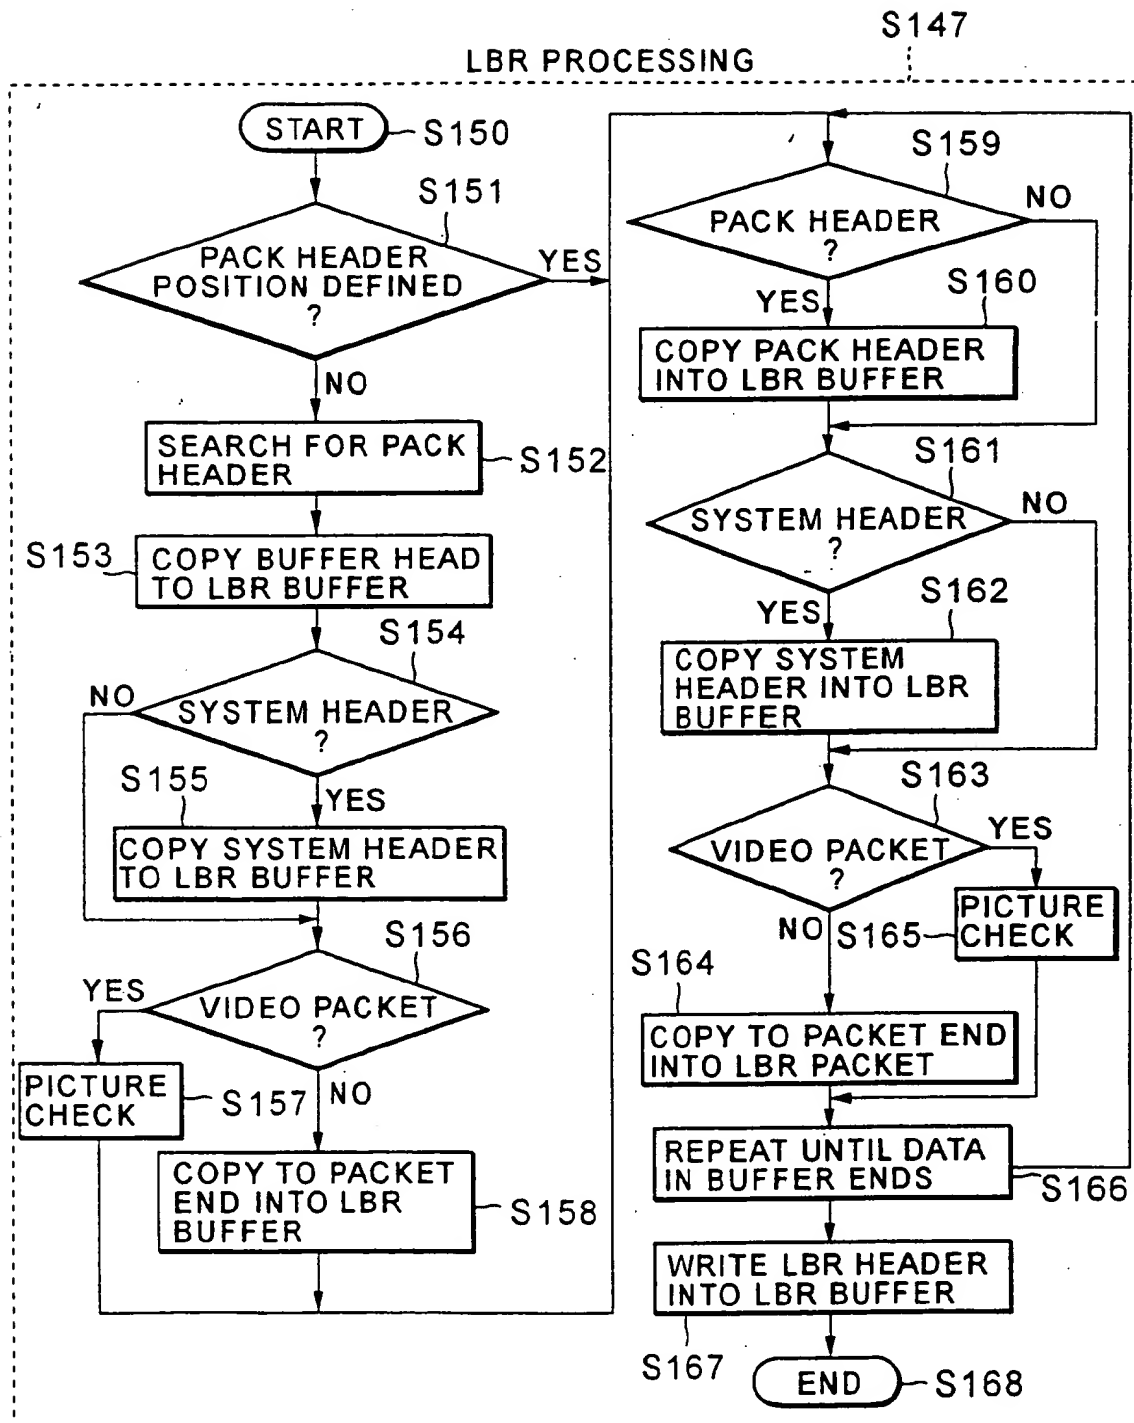 S147
LBR PROCESSING
START
S150
S151
PACK HEADER
POSITION DEFINED
?
YES
NO
SEARCH FOR PACK
HEADER
S152
S153
COPY BUFFER HEAD
TO LBR BUFFER
S154
NO
SYSTEM HEADER
?
S155
YES
COPY SYSTEM HEADER
TO LBR BUFFER
S156
YES
VIDEO PACKET
?
PICTURE
CHECK
S157
NO
COPY TO PACKET
END INTO LBR
BUFFER
S158
S159
NO
PACK HEADER
?
YES
S160
COPY PACK HEADER
INTO LBR BUFFER
S161
NO
SYSTEM HEADER
?
YES
S162
COPY SYSTEM
HEADER INTO LBR
BUFFER
S163
YES
VIDEO PACKET
?
NO
S165
PICTURE
CHECK
S164
COPY TO PACKET END
INTO LBR PACKET
REPEAT UNTIL DATA
IN BUFFER ENDS
S166
WRITE LBR HEADER
INTO LBR BUFFER
S167
END
S168